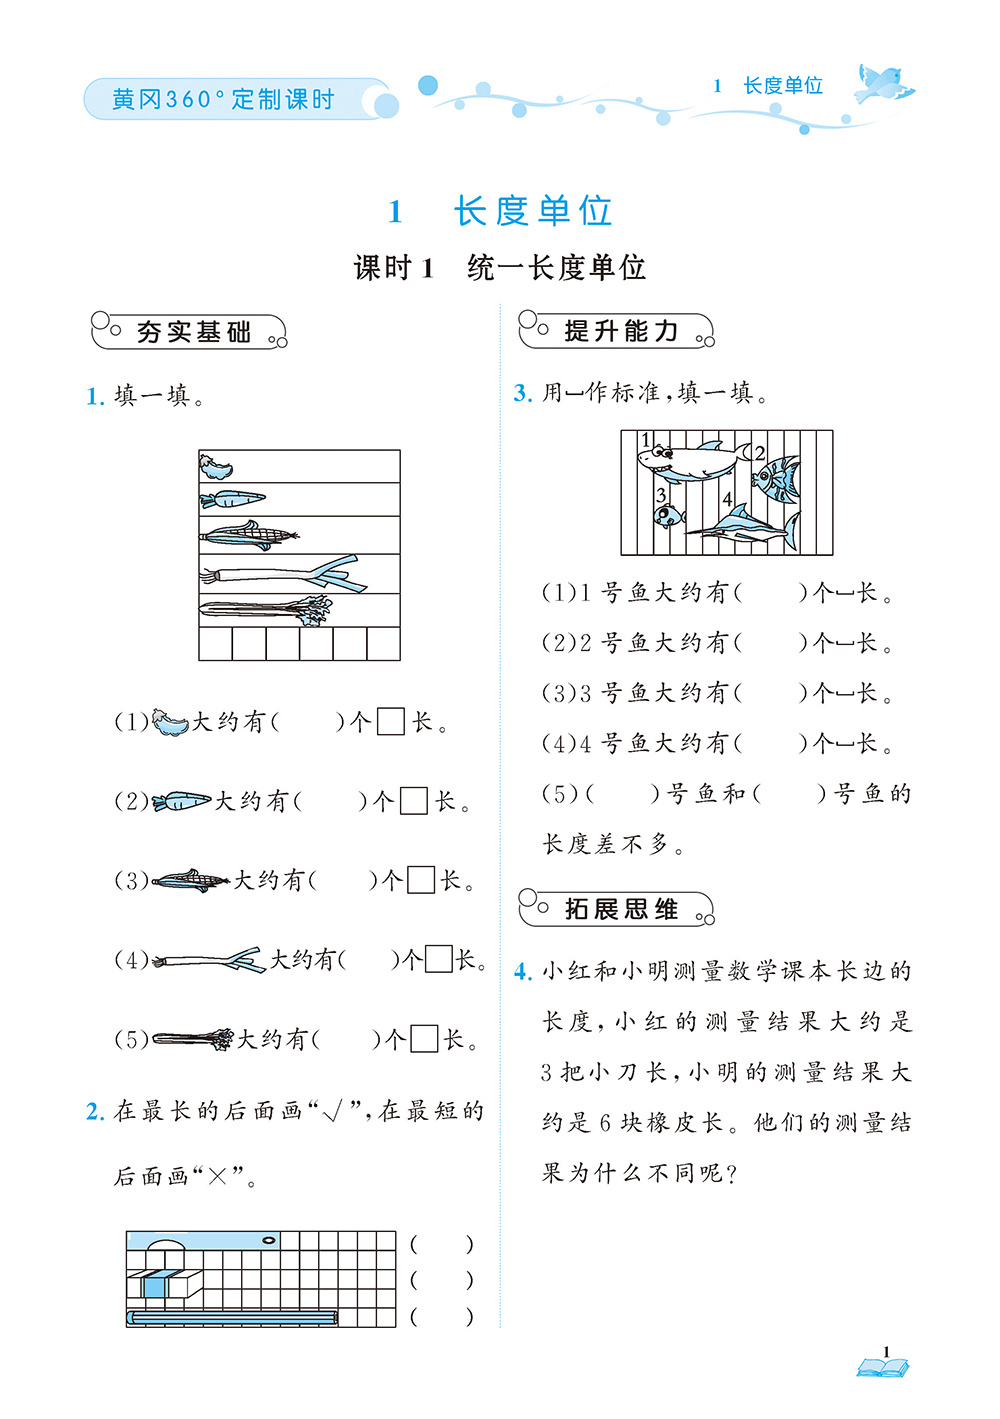 黄冈360°定制课时
1 长度单位
1 长度单位
课时1 统一长度单位
夯实基础
1. 填一填。
(1)大约有( )个□长。
(2)大约有( )个□长。
(3)大约有( )个□长。
(4)大约有( )个□长。
(5)大约有( )个□长。
2. 在最长的后面画“√”,在最短的
后面画“×”。
( )
( )
( )
提升能力
3. 用⌴作标准,填一填。
1
2
3
4
(1)1号鱼大约有( )个⌴长。
(2)2号鱼大约有( )个⌴长。
(3)3号鱼大约有( )个⌴长。
(4)4号鱼大约有( )个⌴长。
(5)( )号鱼和( )号鱼的
长度差不多。
拓展思维
4. 小红和小明测量数学课本长边的
长度,小红的测量结果大约是
3把小刀长,小明的测量结果大
约是6块橡皮长。他们的测量结
果为什么不同呢?
1